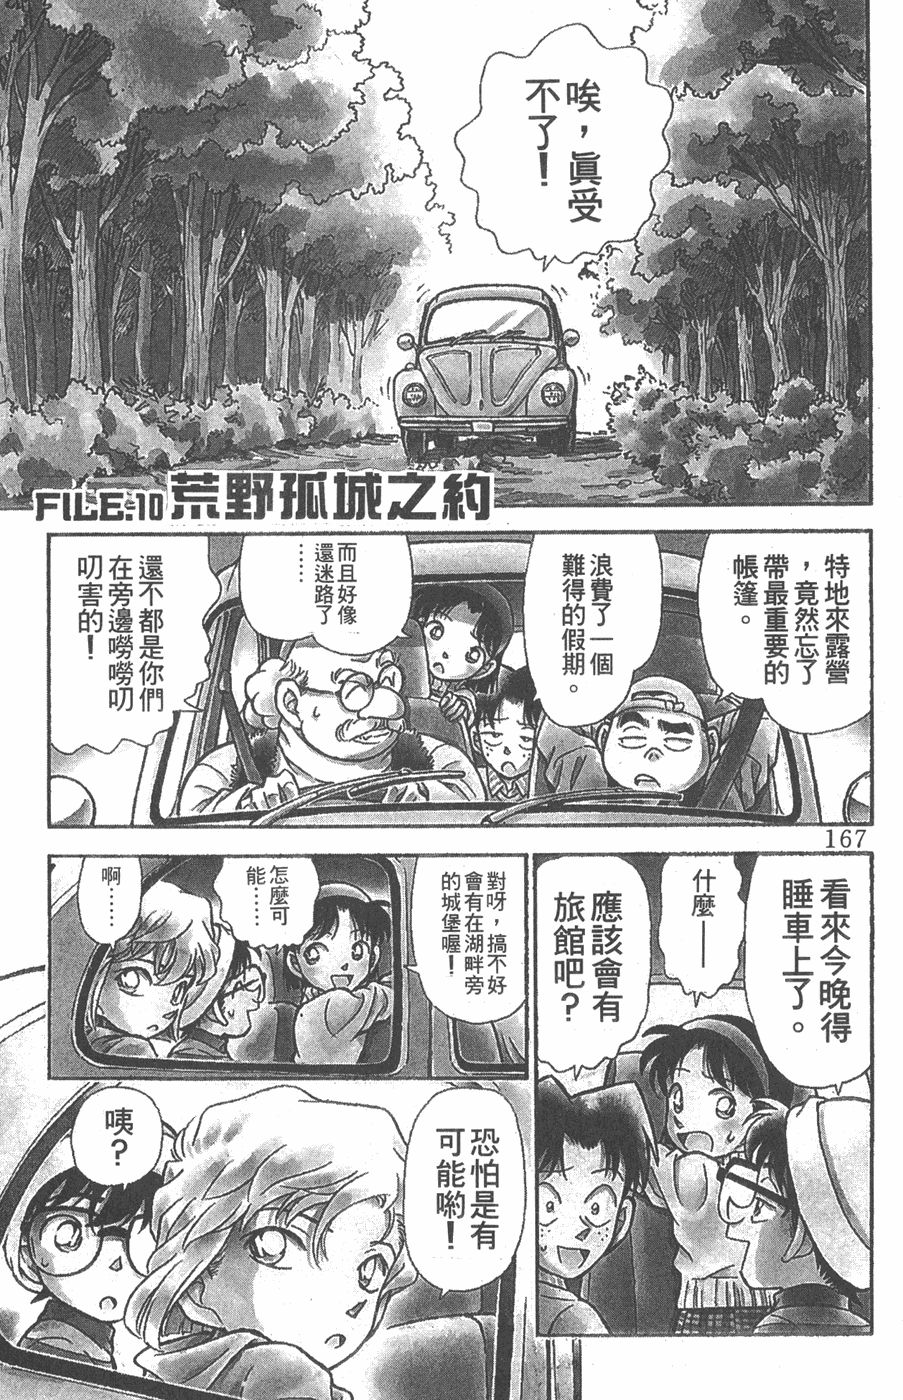 唉，眞受
不了！
FILE.10 荒野孤城之約
特地來露營
，竟然忘了
帶最重要的
帳篷。
浪費了一個
難得的假期。
而且好像
還迷路了
……
還不都是你們
在旁邊嘮嘮叨
叨害的！
167
看來今晚得
睡車上了。
什麼──
應該會有
旅館吧？
對呀，搞不好
會有在湖畔旁
的城堡喔！
怎麼可
能……
啊……
恐怕是有
可能喲！
咦？